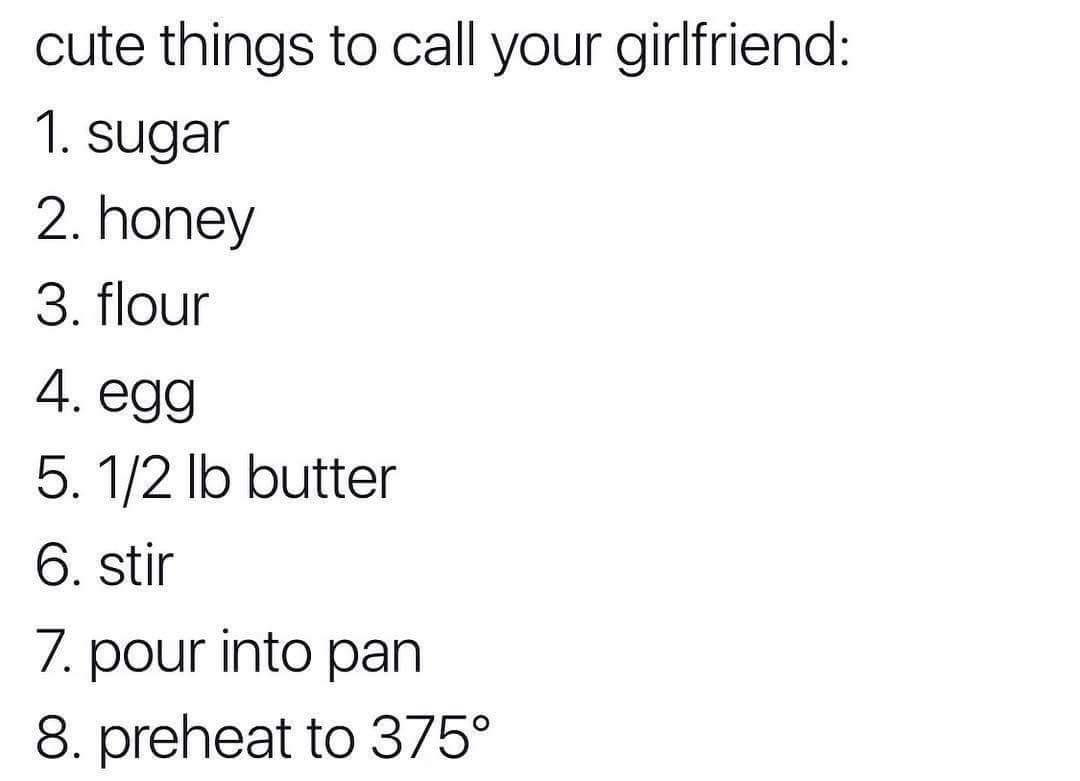 cute things to call your girlfriend:
1. sugar
2. honey
3. flour
4. egg
5. 1/2 lb butter
6. stir
7. pour into pan
8. preheat to 375°